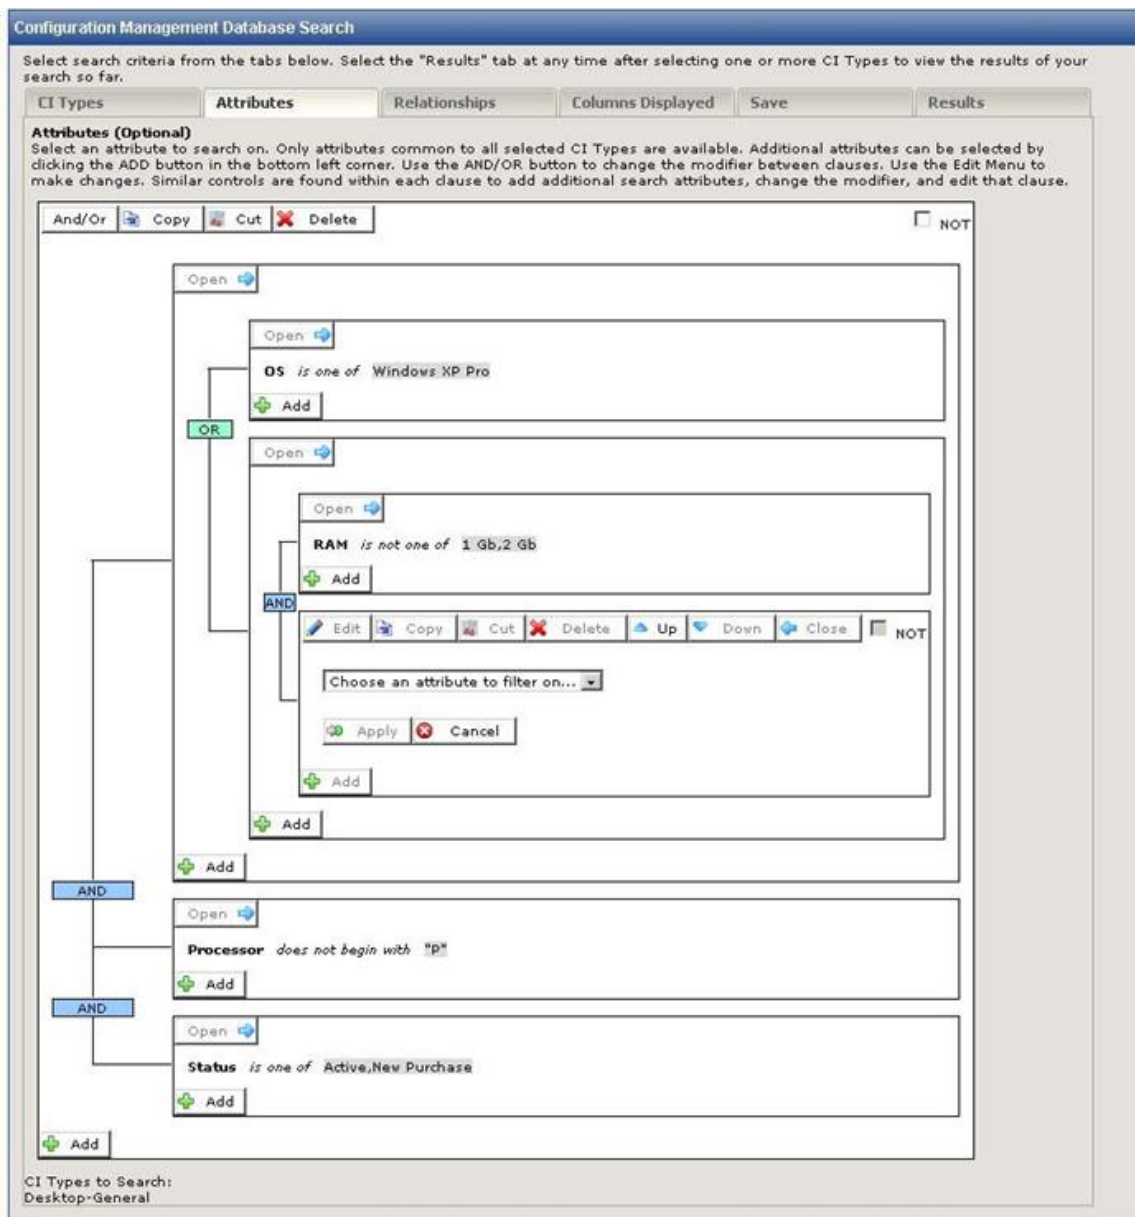 Configuration Management Database Search
Select search criteria from the tabs below. Select the "Results" tab at any time after selecting one or more CI Types to view the results of your
search so far.
CI Types Attributes Relationships Columns Displayed Save Results
Attributes (Optional)
Select an attribute to search on. Only attributes common to all selected CI Types are available. Additional attributes can be selected by
clicking the ADD button in the bottom left corner. Use the AND/OR button to change the modifier between clauses. Use the Edit Menu to
make changes. Similar controls are found within each clause to add additional search attributes, change the modifier, and edit that clause.
And/Or Copy Cut Delete NOT
Open
Open
OS is one of Windows XP Pro
Add
OR
Open
Open
RAM is not one of 1 Gb,2 Gb
Add
AND
Edit Copy Cut Delete Up Down Close NOT
Choose an attribute to filter on...
Apply Cancel
Add
Add
Add
AND
Open
Processor does not begin with "P"
Add
AND
Open
Status is one of Active,New Purchase
Add
Add
CI Types to Search:
Desktop-General